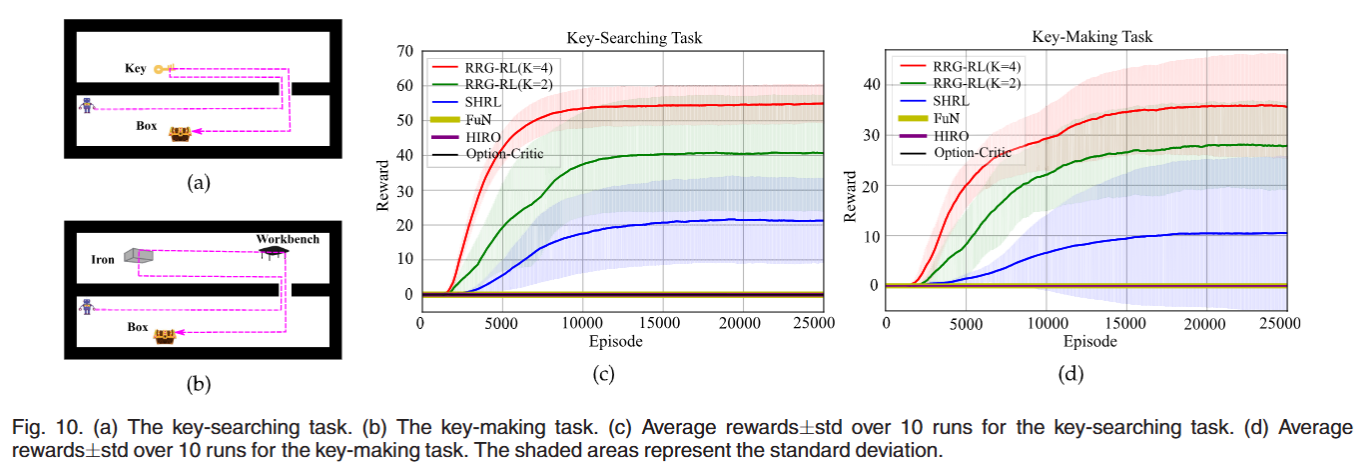 Key
Box
(a)
Iron
Workbench
Box
(b)
Key-Searching Task
Reward
70
60
50
40
30
20
10
0
RRG-RL(K=4)
RRG-RL(K=2)
SHRL
FuN
HIRO
Option-Critic
0 5000 10000 15000 20000 25000
Episode
(c)
Key-Making Task
Reward
40
30
20
10
0
RRG-RL(K=4)
RRG-RL(K=2)
SHRL
FuN
HIRO
Option-Critic
0 5000 10000 15000 20000 25000
Episode
(d)
Fig. 10. (a) The key-searching task. (b) The key-making task. (c) Average rewards±std over 10 runs for the key-searching task. (d) Average
rewards±std over 10 runs for the key-making task. The shaded areas represent the standard deviation.